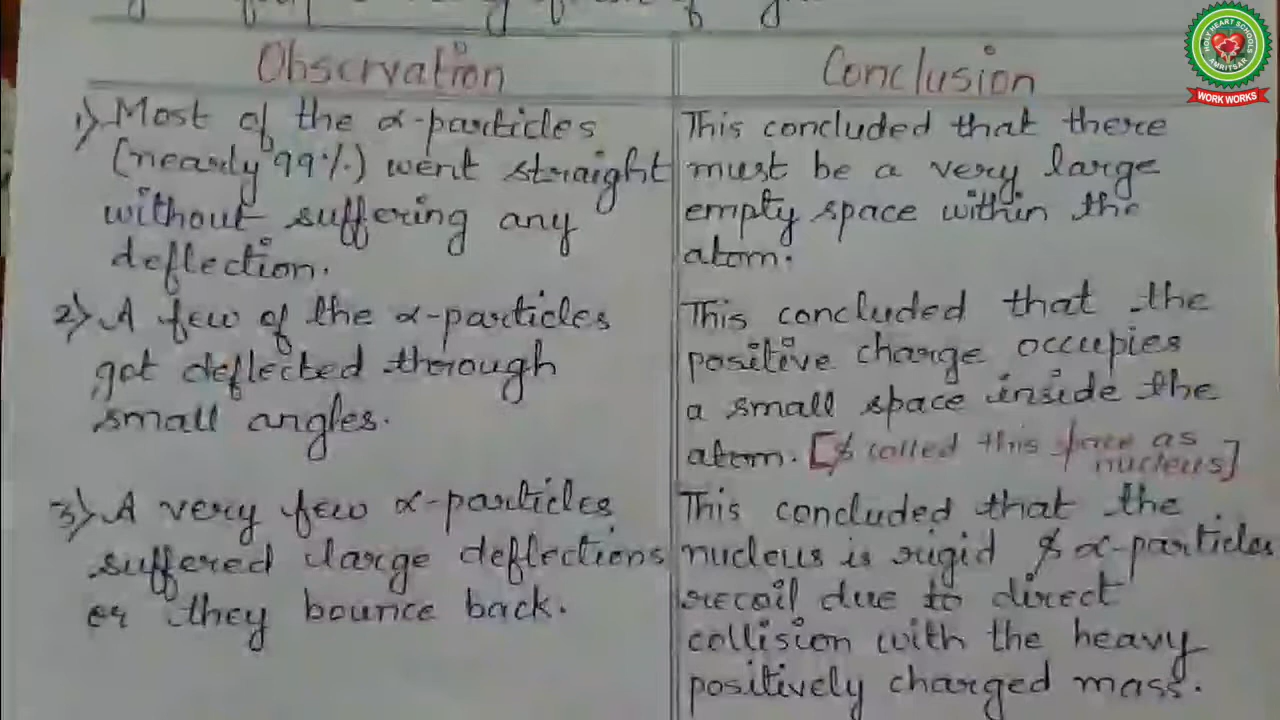 Observation
Conclusion
1) Most of the α-particles
(nearly 99%) went straight
without suffering any
deflection.
This concluded that there
must be a very large
empty space within the
atom.
2) A few of the α-particles
got deflected through
small angles.
This concluded that the
positive charge occupies
a small space inside the
atom. [& called this space as
nucleus]
3) A very few α-particles
suffered large deflections
or they bounce back.
This concluded that the
nucleus is rigid & α-particles
recoil due to direct
collision with the heavy
positively charged mass.
HOLY HEART SCHOOLS
AMRITSAR
WORK WORKS